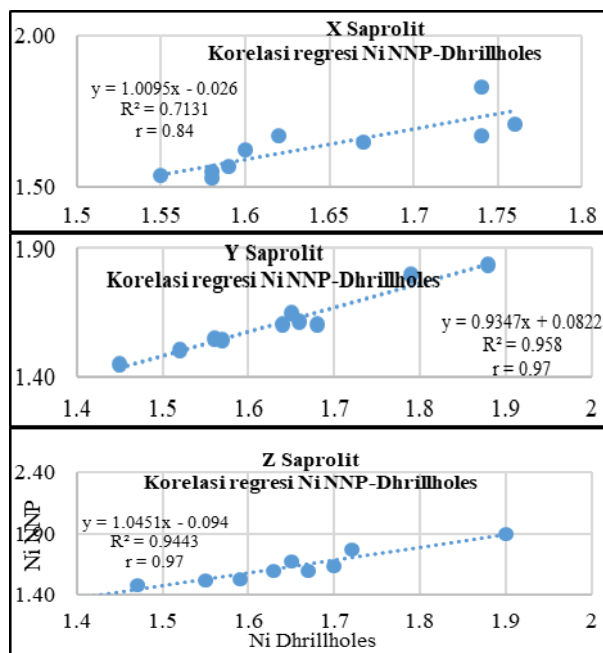 X Saprolit
Korelasi regresi Ni NNP-Dhrillholes
y = 1.0095x - 0.026
R² = 0.7131
r = 0.84
2.00
1.50
1.5 1.55 1.6 1.65 1.7 1.75 1.8
Y Saprolit
Korelasi regresi Ni NNP-Dhrillholes
y = 0.9347x + 0.0822
R² = 0.958
r = 0.97
1.90
1.40
1.4 1.5 1.6 1.7 1.8 1.9 2
Z Saprolit
Korelasi regresi Ni NNP-Dhrillholes
y = 1.0451x - 0.094
R² = 0.9443
r = 0.97
Ni NNP
2.40
1.90
1.40
1.4 1.5 1.6 1.7 1.8 1.9 2
Ni Dhrillholes